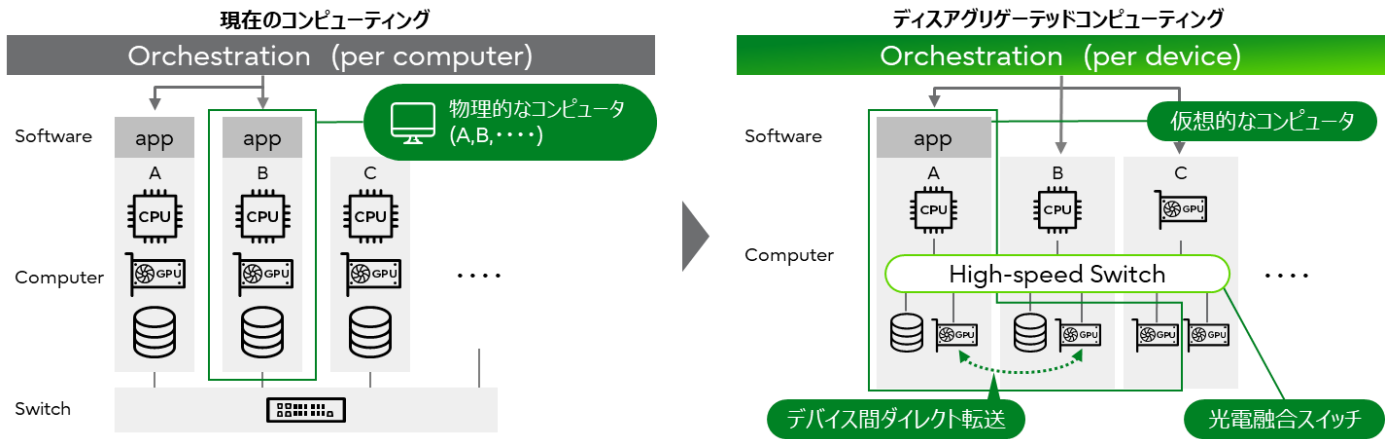 現在のコンピューティング
Orchestration (per computer)
物理的なコンピュータ
(A,B,････)
Software
app
app
A
B
C
CPU
CPU
CPU
Computer
GPU
GPU
GPU
････
Switch
ディスアグリゲーテッドコンピューティング
Orchestration (per device)
仮想的なコンピュータ
Software
app
A
B
C
CPU
CPU
GPU
Computer
High-speed Switch
････
GPU
GPU
GPU
GPU
デバイス間ダイレクト転送
光電融合スイッチ